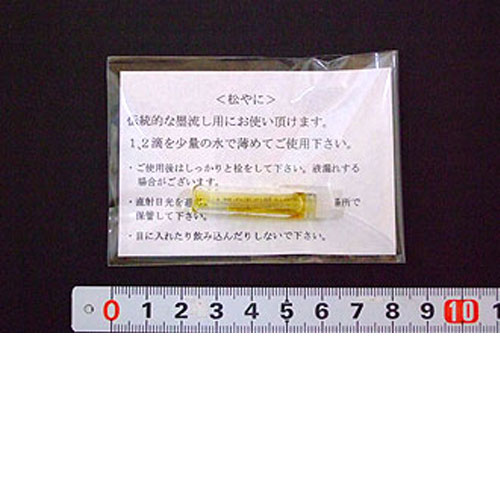 ＜松やに＞
伝統的な墨流し用にお使い頂けます。
1,2滴を少量の水で薄めてご使用下さい。
・ご使用後はしっかりと栓をして下さい。液漏れする
場合がございます。
・直射日光を避け
場所で
保管して下さい。
・目に入れたり飲み込んだりしないで下さい。
0 1 2 3 4 5 6 7 8 9 10 1